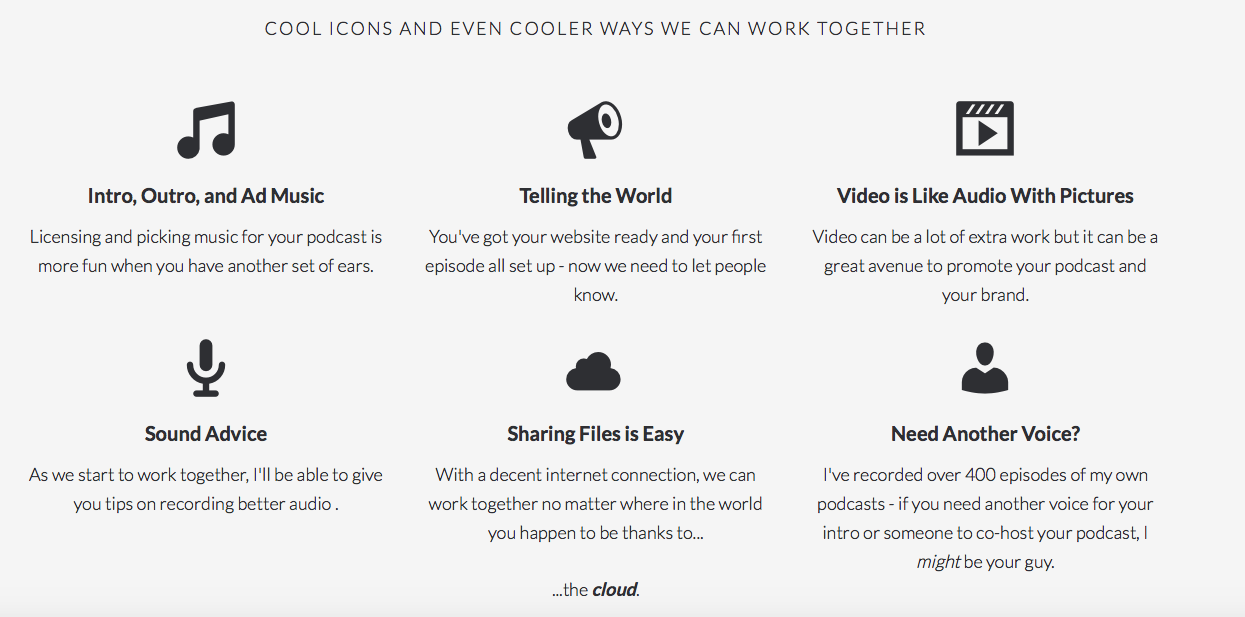 COOL ICONS AND EVEN COOLER WAYS WE CAN WORK TOGETHER
Intro, Outro, and Ad Music
Licensing and picking music for your podcast is
more fun when you have another set of ears.
Telling the World
You've got your website ready and your first
episode all set up - now we need to let people
know.
Video is Like Audio With Pictures
Video can be a lot of extra work but it can be a
great avenue to promote your podcast and
your brand.
Sound Advice
As we start to work together, I'll be able to give
you tips on recording better audio .
Sharing Files is Easy
With a decent internet connection, we can
work together no matter where in the world
you happen to be thanks to...
...the cloud.
Need Another Voice?
I've recorded over 400 episodes of my own
podcasts - if you need another voice for your
intro or someone to co-host your podcast, I
might be your guy.